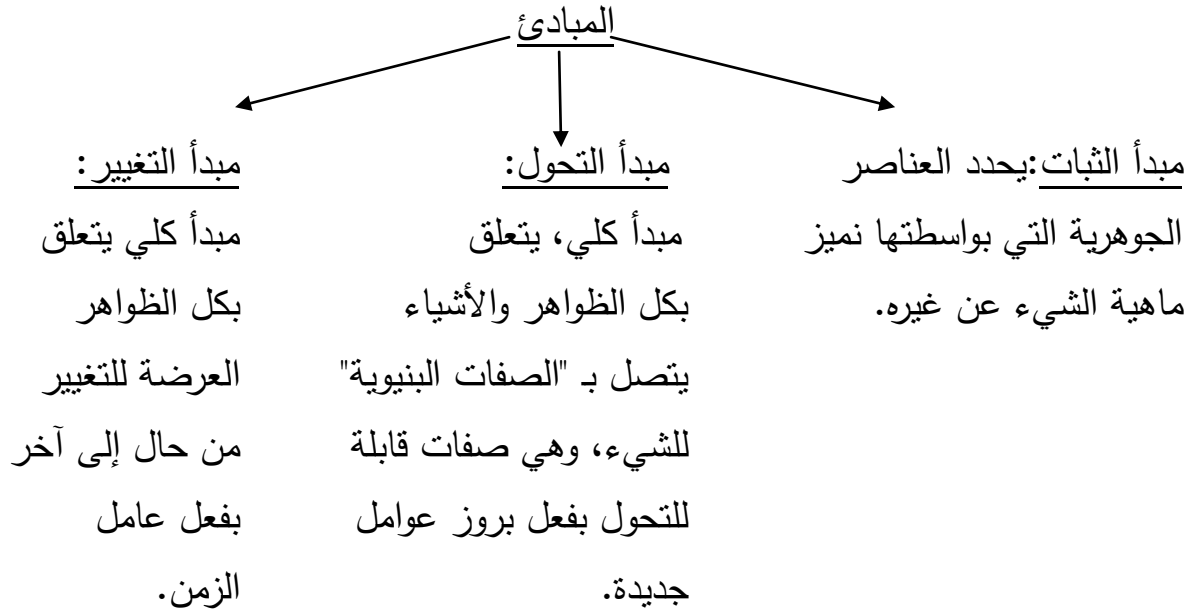 المبادئ
مبدأ الثبات:يحدد العناصر
الجوهرية التي بواسطتها نميز
ماهية الشيء عن غيره.
مبدأ التحول:
مبدأ كلي، يتعلق
بكل الظواهر والأشياء
يتصل بـ "الصفات البنيوية"
للشيء، وهي صفات قابلة
للتحول بفعل بروز عوامل
جديدة.
مبدأ التغيير:
مبدأ كلي يتعلق
بكل الظواهر
العرضة للتغيير
من حال إلى آخر
بفعل عامل
الزمن.